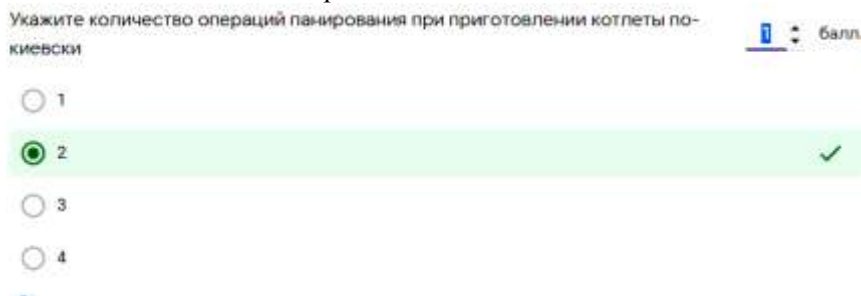 Укажите количество операций панирования при приготовлении котлеты по-
киевски
1 балл.
1
2
3
4